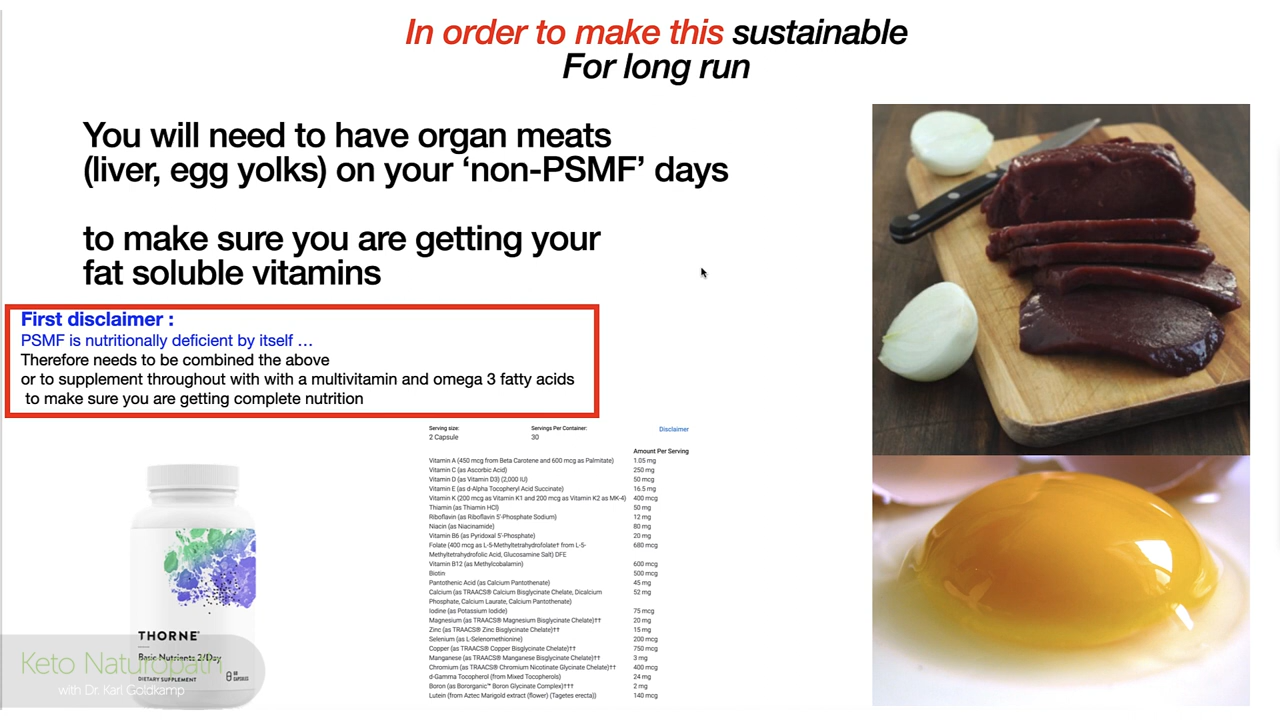 In order to make this sustainable
For long run
You will need to have organ meats
(liver, egg yolks) on your ‘non-PSMF’ days
to make sure you are getting your
fat soluble vitamins
First disclaimer :
PSMF is nutritionally deficient by itself …
Therefore needs to be combined the above
or to supplement throughout with with a multivitamin and omega 3 fatty acids
to make sure you are getting complete nutrition
Serving size: Servings Per Container: Disclaimer
2 Capsule 30
Amount Per Serving
Vitamin A (450 mcg from Beta Carotene and 600 mcg as Palmitate) 1.05 mg
Vitamin C (as Ascorbic Acid) 250 mg
Vitamin D (as Vitamin D3) (2,000 IU) 50 mcg
Vitamin E (as d-Alpha Tocopheryl Acid Succinate) 16.5 mg
Vitamin K (200 mcg as Vitamin K1 and 200 mcg as Vitamin K2 as MK-4) 400 mcg
Thiamin (as Thiamin HCl) 50 mg
Riboflavin (as Riboflavin 5'-Phosphate Sodium) 12 mg
Niacin (as Niacinamide) 80 mg
Vitamin B6 (as Pyridoxal 5'-Phosphate) 20 mg
Folate (400 mcg as L-5-Methyltetrahydrofolate† from L-5- 680 mcg
Methyltetrahydrofolic Acid, Glucosamine Salt) DFE
Vitamin B12 (as Methylcobalamin) 600 mcg
Biotin 500 mcg
Pantothenic Acid (as Calcium Pantothenate) 45 mg
Calcium (as TRAACS® Calcium Bisglycinate Chelate, Dicalcium 52 mg
Phosphate, Calcium Laurate, Calcium Pantothenate)
Iodine (as Potassium Iodide) 75 mcg
Magnesium (as TRAACS® Magnesium Bisglycinate Chelate)†† 20 mg
Zinc (as TRAACS® Zinc Bisglycinate Chelate)†† 15 mg
Selenium (as L-Selenomethionine) 200 mcg
Copper (as TRAACS® Copper Bisglycinate Chelate)†† 750 mcg
Manganese (as TRAACS® Manganese Bisglycinate Chelate)†† 3 mg
Chromium (as TRAACS® Chromium Nicotinate Glycinate Chelate)†† 400 mcg
d-Gamma Tocopherol (from Mixed Tocopherols) 24 mg
Boron (as Bororganic™ Boron Glycinate Complex)††† 2 mg
Lutein (from Aztec Marigold extract (flower) (Tagetes erecta)) 140 mcg
THORNE®
Basic Nutrients 2/Day
DIETARY SUPPLEMENT
CAPSULES
Keto Naturopath
with Dr. Karl Goldkamp